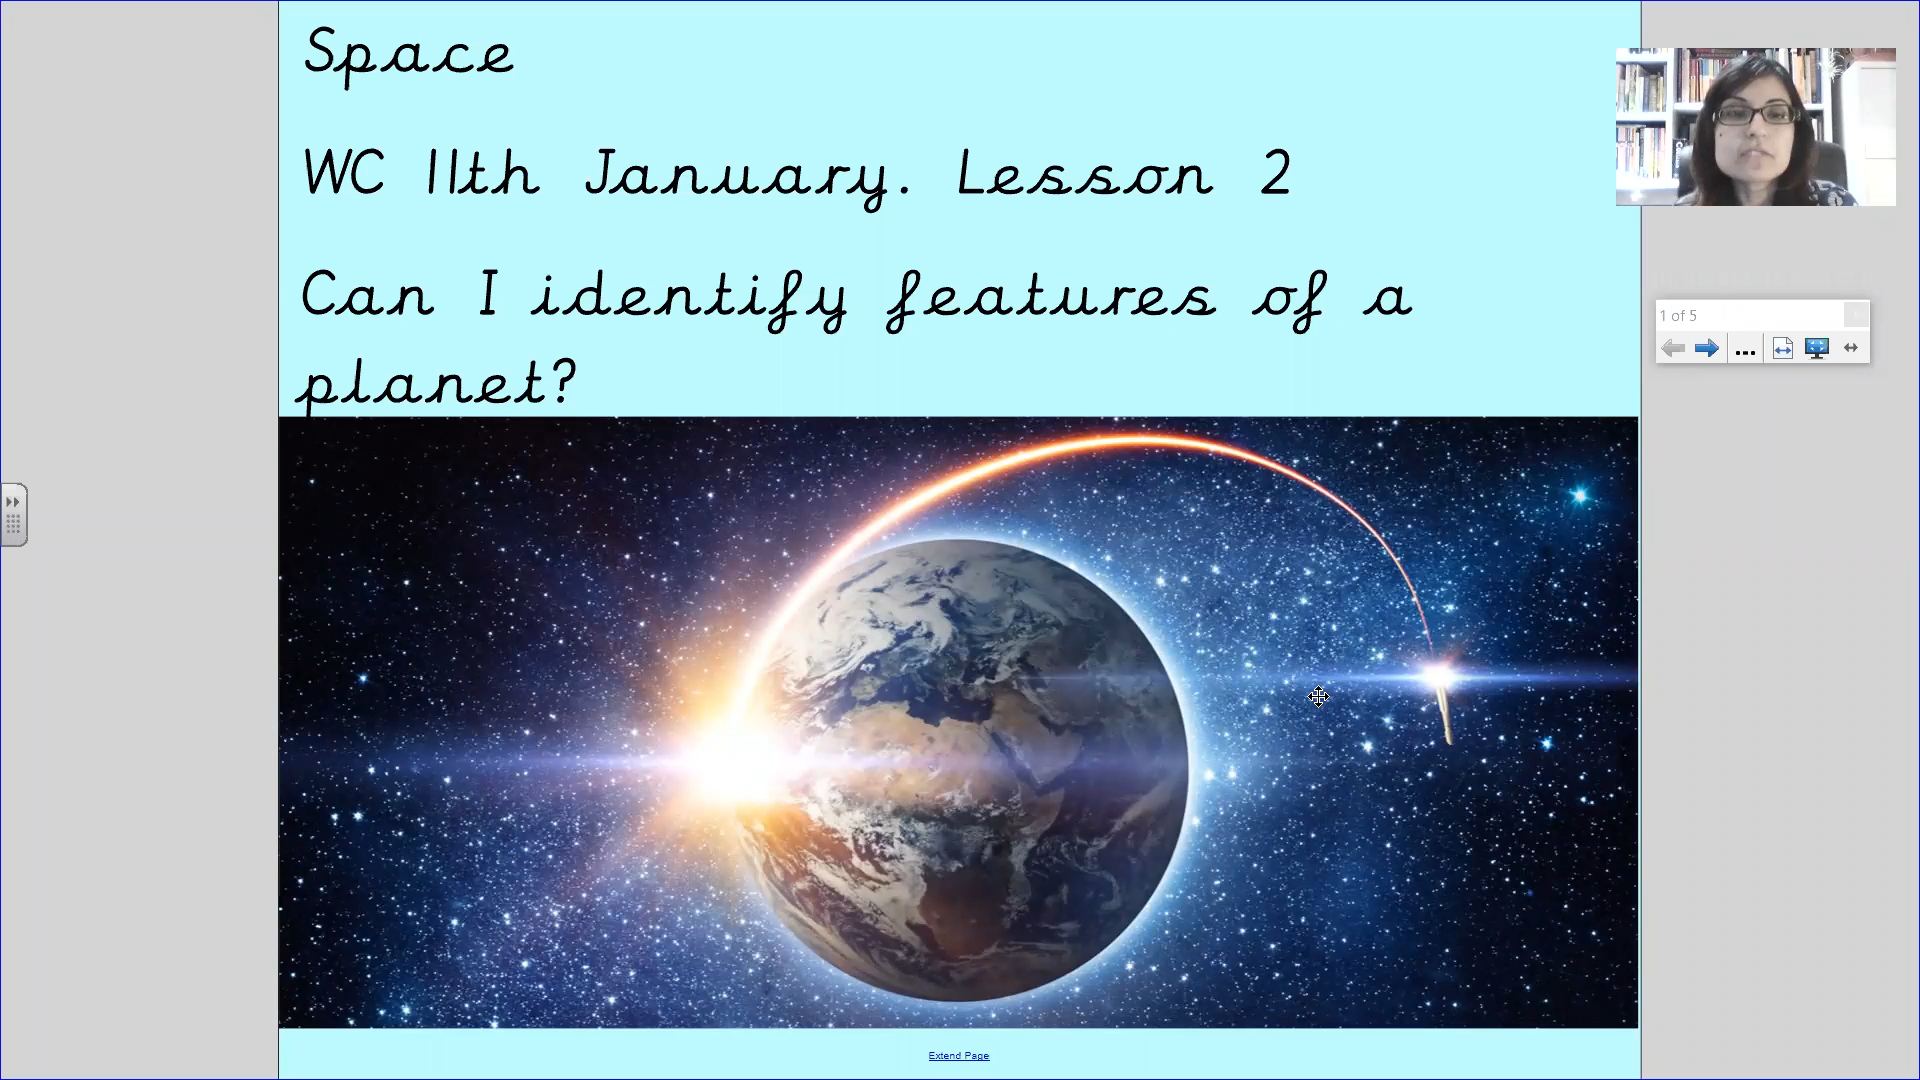 Space
WC 11th January. Lesson 2
Can I identify features of a
planet?
1 of 5
...
Extend Page